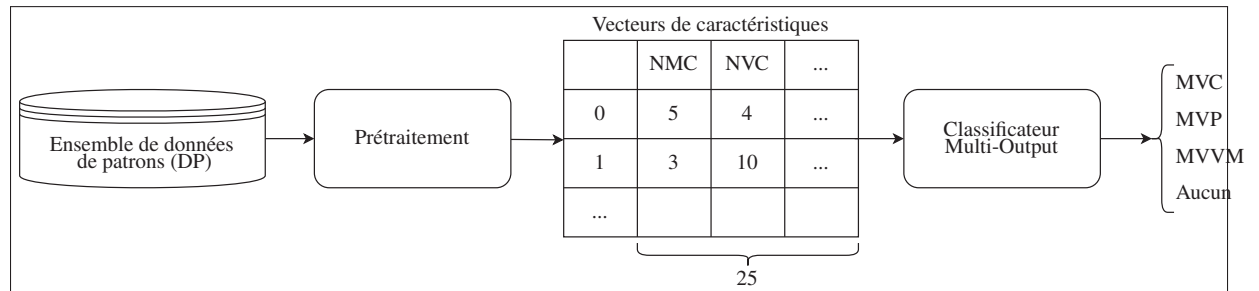 Vecteurs de caractéristiques
NMC NVC ...
0 5 4 ...
1 3 10 ...
...
25
Ensemble de données
de patrons (DP)
Prétraitement
Classificateur
Multi-Output
MVC
MVP
MVVM
Aucun